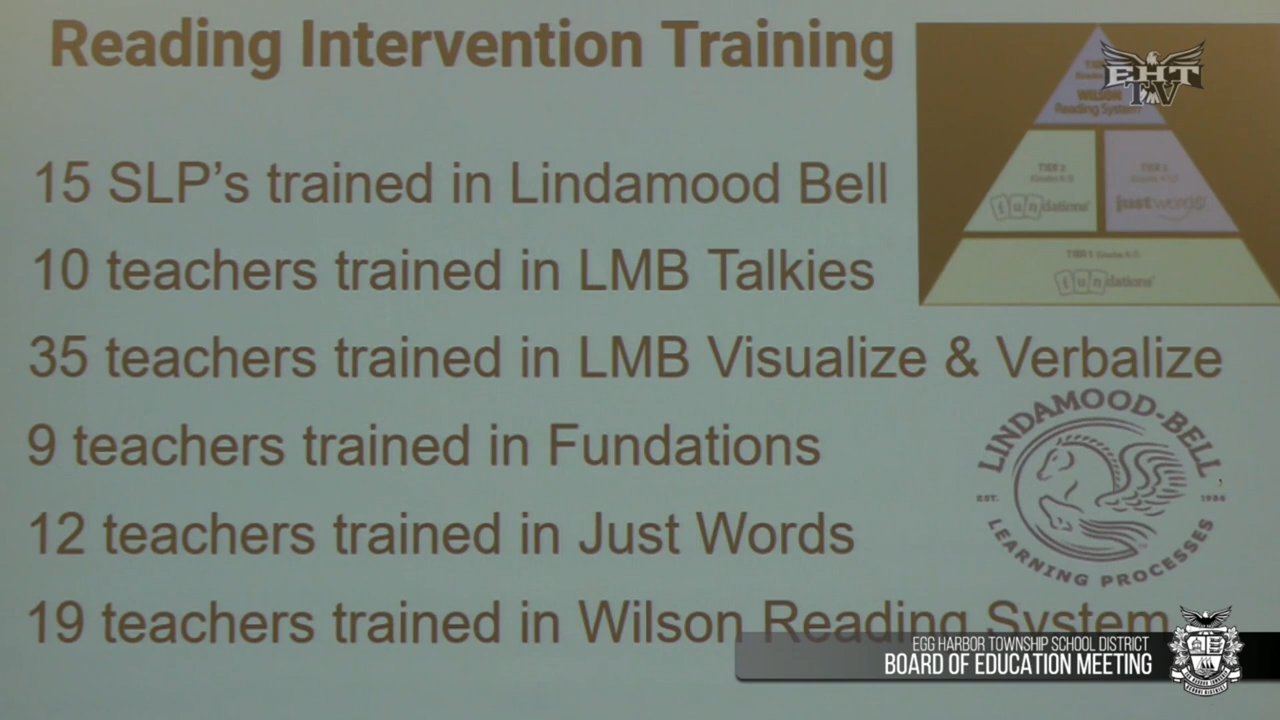 Reading Intervention Training
15 SLP's trained in Lindamood Bell
10 teachers trained in LMB Talkies
35 teachers trained in LMB Visualize & Verbalize
9 teachers trained in Fundations
12 teachers trained in Just Words
19 teachers trained in Wilson Reading System
EHT
TV
WILSON
Reading System
TIER 2
fundations
just words
TIER 1
fundations
LINDAMOOD-BELL
EST. 1986
LEARNING PROCESSES
EGG HARBOR TOWNSHIP SCHOOL DISTRICT
BOARD OF EDUCATION MEETING